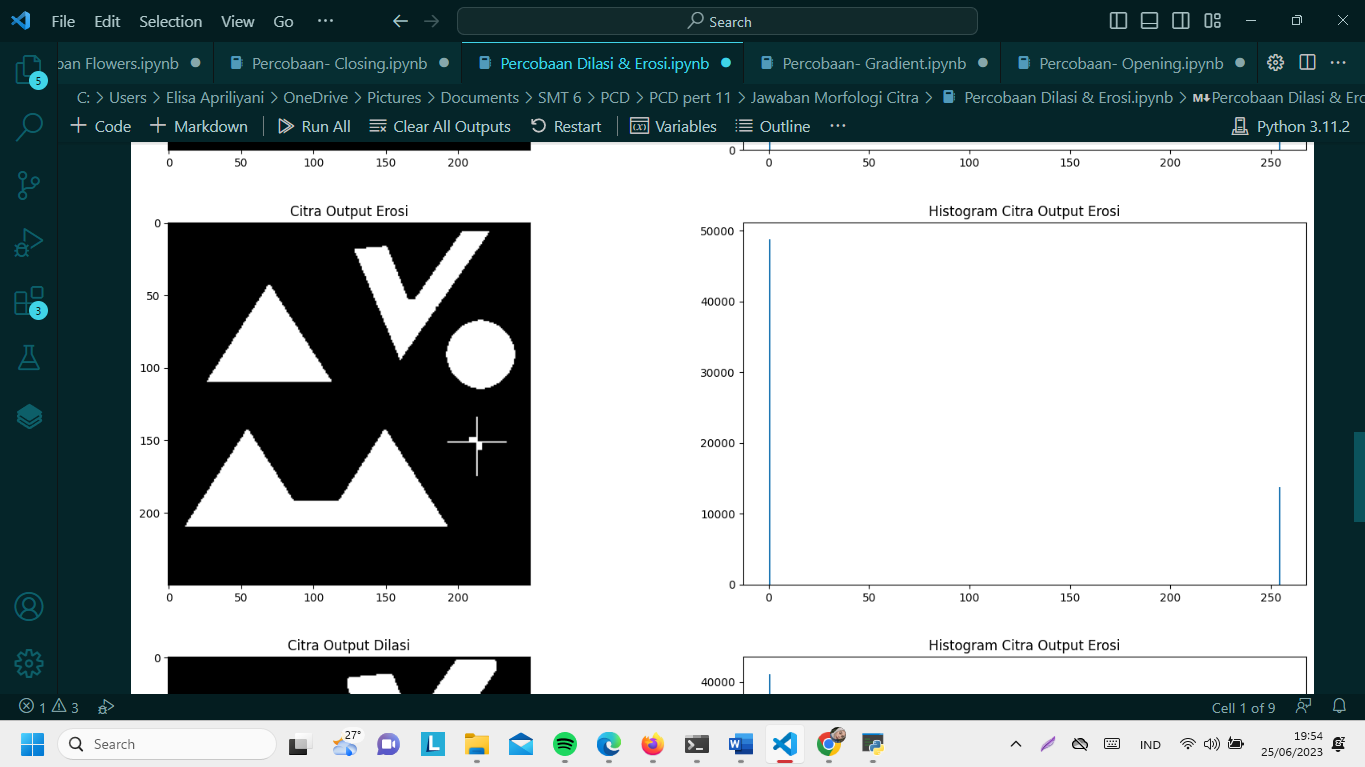 File Edit Selection View Go ··· Search
ban Flowers.ipynb Percobaan- Closing.ipynb Percobaan Dilasi & Erosi.ipynb Percobaan- Gradient.ipynb Percobaan- Opening.ipynb ···
5
C: > Users > Elisa Apriliyani > OneDrive > Pictures > Documents > SMT 6 > PCD > PCD pert 11 > Jawaban Morfologi Citra > Percobaan Dilasi & Erosi.ipynb > M↓Percobaan Dilasi & Ero
+ Code + Markdown Run All Clear All Outputs Restart Variables Outline ··· Python 3.11.2
0
0 50 100 150 200
0 50 100 150 200 250
Citra Output Erosi
0
50
100
150
200
0 50 100 150 200
Histogram Citra Output Erosi
50000
40000
30000
20000
10000
0
0 50 100 150 200 250
3
Citra Output Dilasi
0
Histogram Citra Output Erosi
40000
1 3 Cell 1 of 9
Search 27° L IND 19:54
25/06/2023